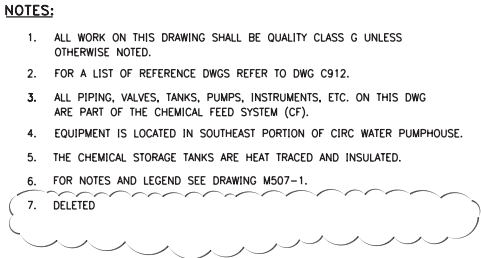 NOTES:
1. ALL WORK ON THIS DRAWING SHALL BE QUALITY CLASS G UNLESS
OTHERWISE NOTED.
2. FOR A LIST OF REFERENCE DWGS REFER TO DWG C912.
3. ALL PIPING, VALVES, TANKS, PUMPS, INSTRUMENTS, ETC. ON THIS DWG
ARE PART OF THE CHEMICAL FEED SYSTEM (CF).
4. EQUIPMENT IS LOCATED IN SOUTHEAST PORTION OF CIRC WATER PUMPHOUSE.
5. THE CHEMICAL STORAGE TANKS ARE HEAT TRACED AND INSULATED.
6. FOR NOTES AND LEGEND SEE DRAWING M507-1.
7. DELETED